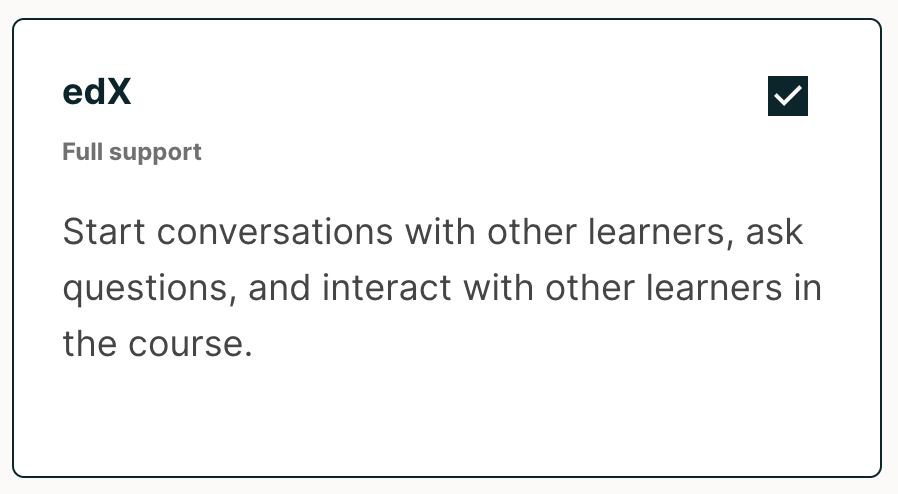 edX
Full support
Start conversations with other learners, ask
questions, and interact with other learners in
the course.